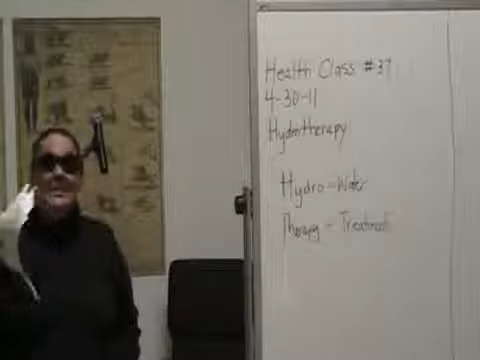 Health Class #37
4-30-11
Hydrotherapy
Hydro - Water
Therapy - Treatment